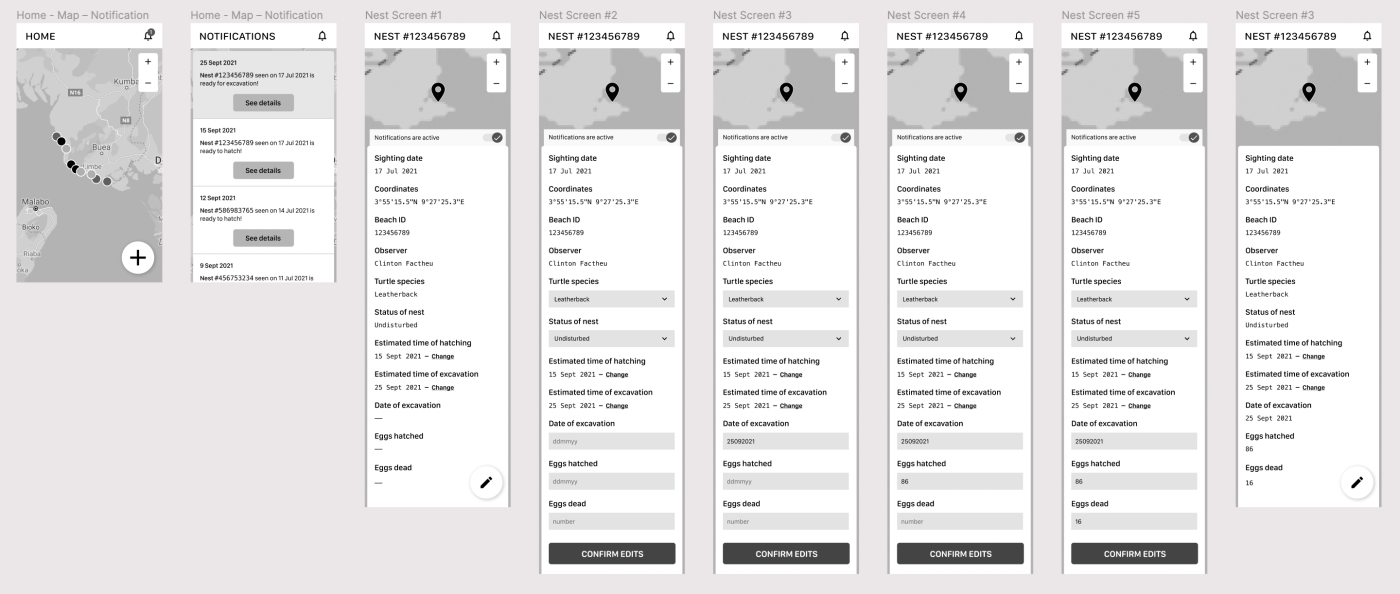 Home - Map – Notification
HOME
1
+
−
Kumba
N16
N8
Buea
Limbe
D
Malabo
Bioko
Riaba
oka
+
Home - Map – Notification
NOTIFICATIONS
25 Sept 2021
Nest #123456789 seen on 17 Jul 2021 is
ready for excavation!
See details
15 Sept 2021
Nest #123456789 seen on 17 Jul 2021 is
ready to hatch!
See details
12 Sept 2021
Nest #586983765 seen on 14 Jul 2021 is
ready to hatch!
See details
9 Sept 2021
Nest #456753234 seen on 11 Jul 2021 is
Nest Screen #1
NEST #123456789
+
−
Notifications are active
Sighting date
17 Jul 2021
Coordinates
3°55'15.5"N 9°27'25.3"E
Beach ID
123456789
Observer
Clinton Factheu
Turtle species
Leatherback
Status of nest
Undisturbed
Estimated time of hatching
15 Sept 2021 – Change
Estimated time of excavation
25 Sept 2021 – Change
Date of excavation
—
Eggs hatched
—
Eggs dead
—
Nest Screen #2
NEST #123456789
+
−
Notifications are active
Sighting date
17 Jul 2021
Coordinates
3°55'15.5"N 9°27'25.3"E
Beach ID
123456789
Observer
Clinton Factheu
Turtle species
Leatherback
Status of nest
Undisturbed
Estimated time of hatching
15 Sept 2021 – Change
Estimated time of excavation
25 Sept 2021 – Change
Date of excavation
ddmmyy
Eggs hatched
ddmmyy
Eggs dead
number
CONFIRM EDITS
Nest Screen #3
NEST #123456789
+
−
Notifications are active
Sighting date
17 Jul 2021
Coordinates
3°55'15.5"N 9°27'25.3"E
Beach ID
123456789
Observer
Clinton Factheu
Turtle species
Leatherback
Status of nest
Undisturbed
Estimated time of hatching
15 Sept 2021 – Change
Estimated time of excavation
25 Sept 2021 – Change
Date of excavation
25092021
Eggs hatched
ddmmyy
Eggs dead
number
CONFIRM EDITS
Nest Screen #4
NEST #123456789
+
−
Notifications are active
Sighting date
17 Jul 2021
Coordinates
3°55'15.5"N 9°27'25.3"E
Beach ID
123456789
Observer
Clinton Factheu
Turtle species
Leatherback
Status of nest
Undisturbed
Estimated time of hatching
15 Sept 2021 – Change
Estimated time of excavation
25 Sept 2021 – Change
Date of excavation
25092021
Eggs hatched
86
Eggs dead
number
CONFIRM EDITS
Nest Screen #5
NEST #123456789
+
−
Notifications are active
Sighting date
17 Jul 2021
Coordinates
3°55'15.5"N 9°27'25.3"E
Beach ID
123456789
Observer
Clinton Factheu
Turtle species
Leatherback
Status of nest
Undisturbed
Estimated time of hatching
15 Sept 2021 – Change
Estimated time of excavation
25 Sept 2021 – Change
Date of excavation
25092021
Eggs hatched
86
Eggs dead
16
CONFIRM EDITS
Nest Screen #3
NEST #123456789
+
−
Sighting date
17 Jul 2021
Coordinates
3°55'15.5"N 9°27'25.3"E
Beach ID
123456789
Observer
Clinton Factheu
Turtle species
Leatherback
Status of nest
Undisturbed
Estimated time of hatching
15 Sept 2021 – Change
Estimated time of excavation
25 Sept 2021 – Change
Date of excavation
25 Sept 2021
Eggs hatched
86
Eggs dead
16